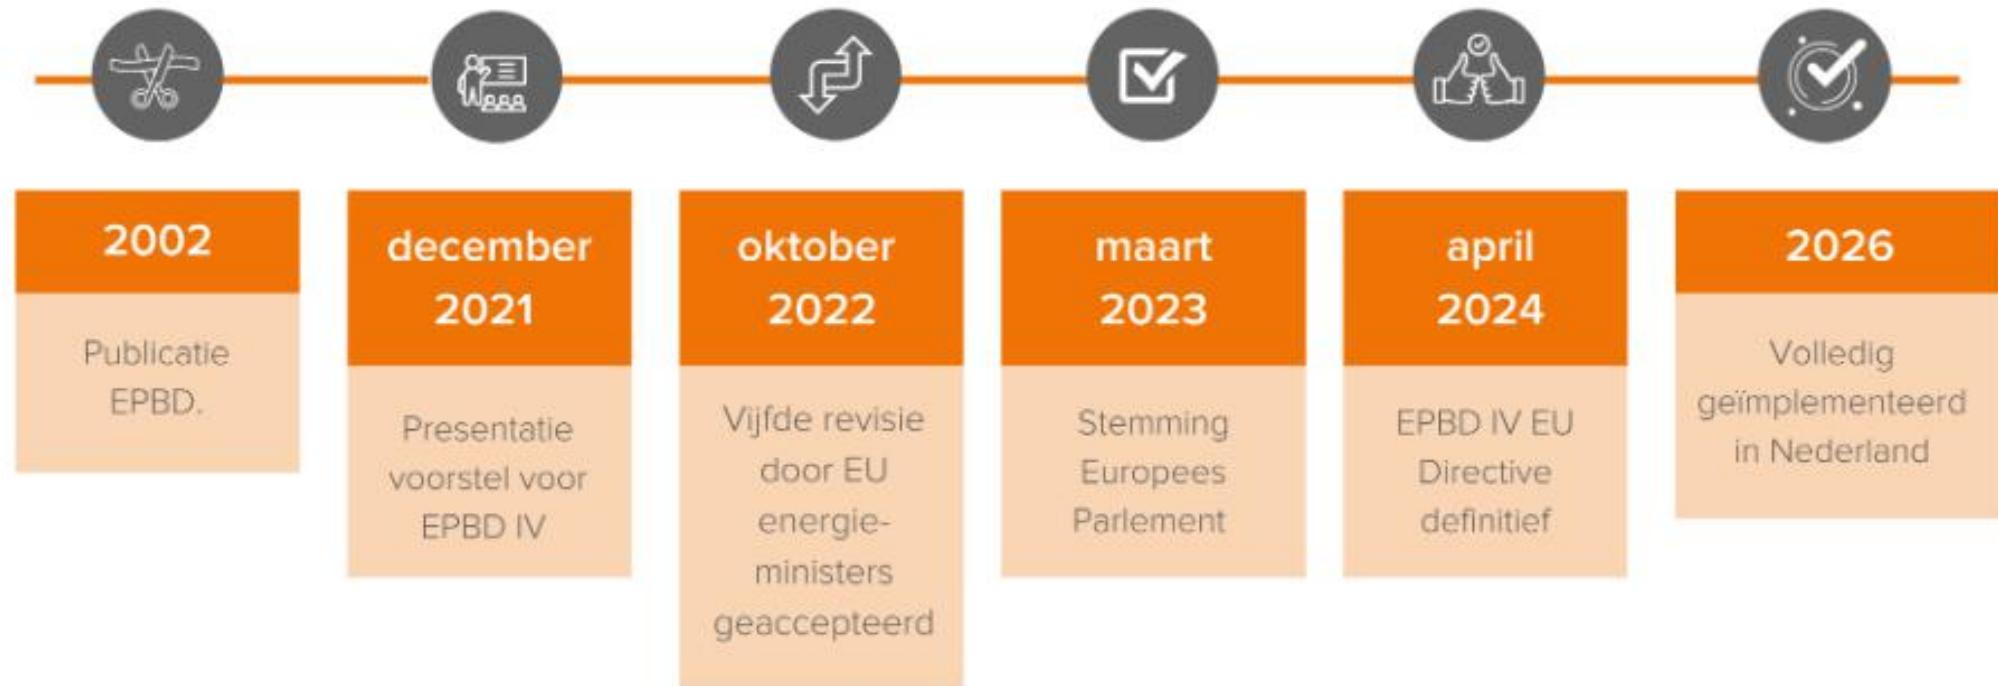 2002
Publicatie
EPBD.
december
2021
Presentatie
voorstel voor
EPBD IV
oktober
2022
Vijfde revisie
door EU
energie-
ministers
geaccepteerd
maart
2023
Stemming
Europees
Parlement
april
2024
EPBD IV EU
Directive
definitief
2026
Volledig
geïmplementeerd
in Nederland